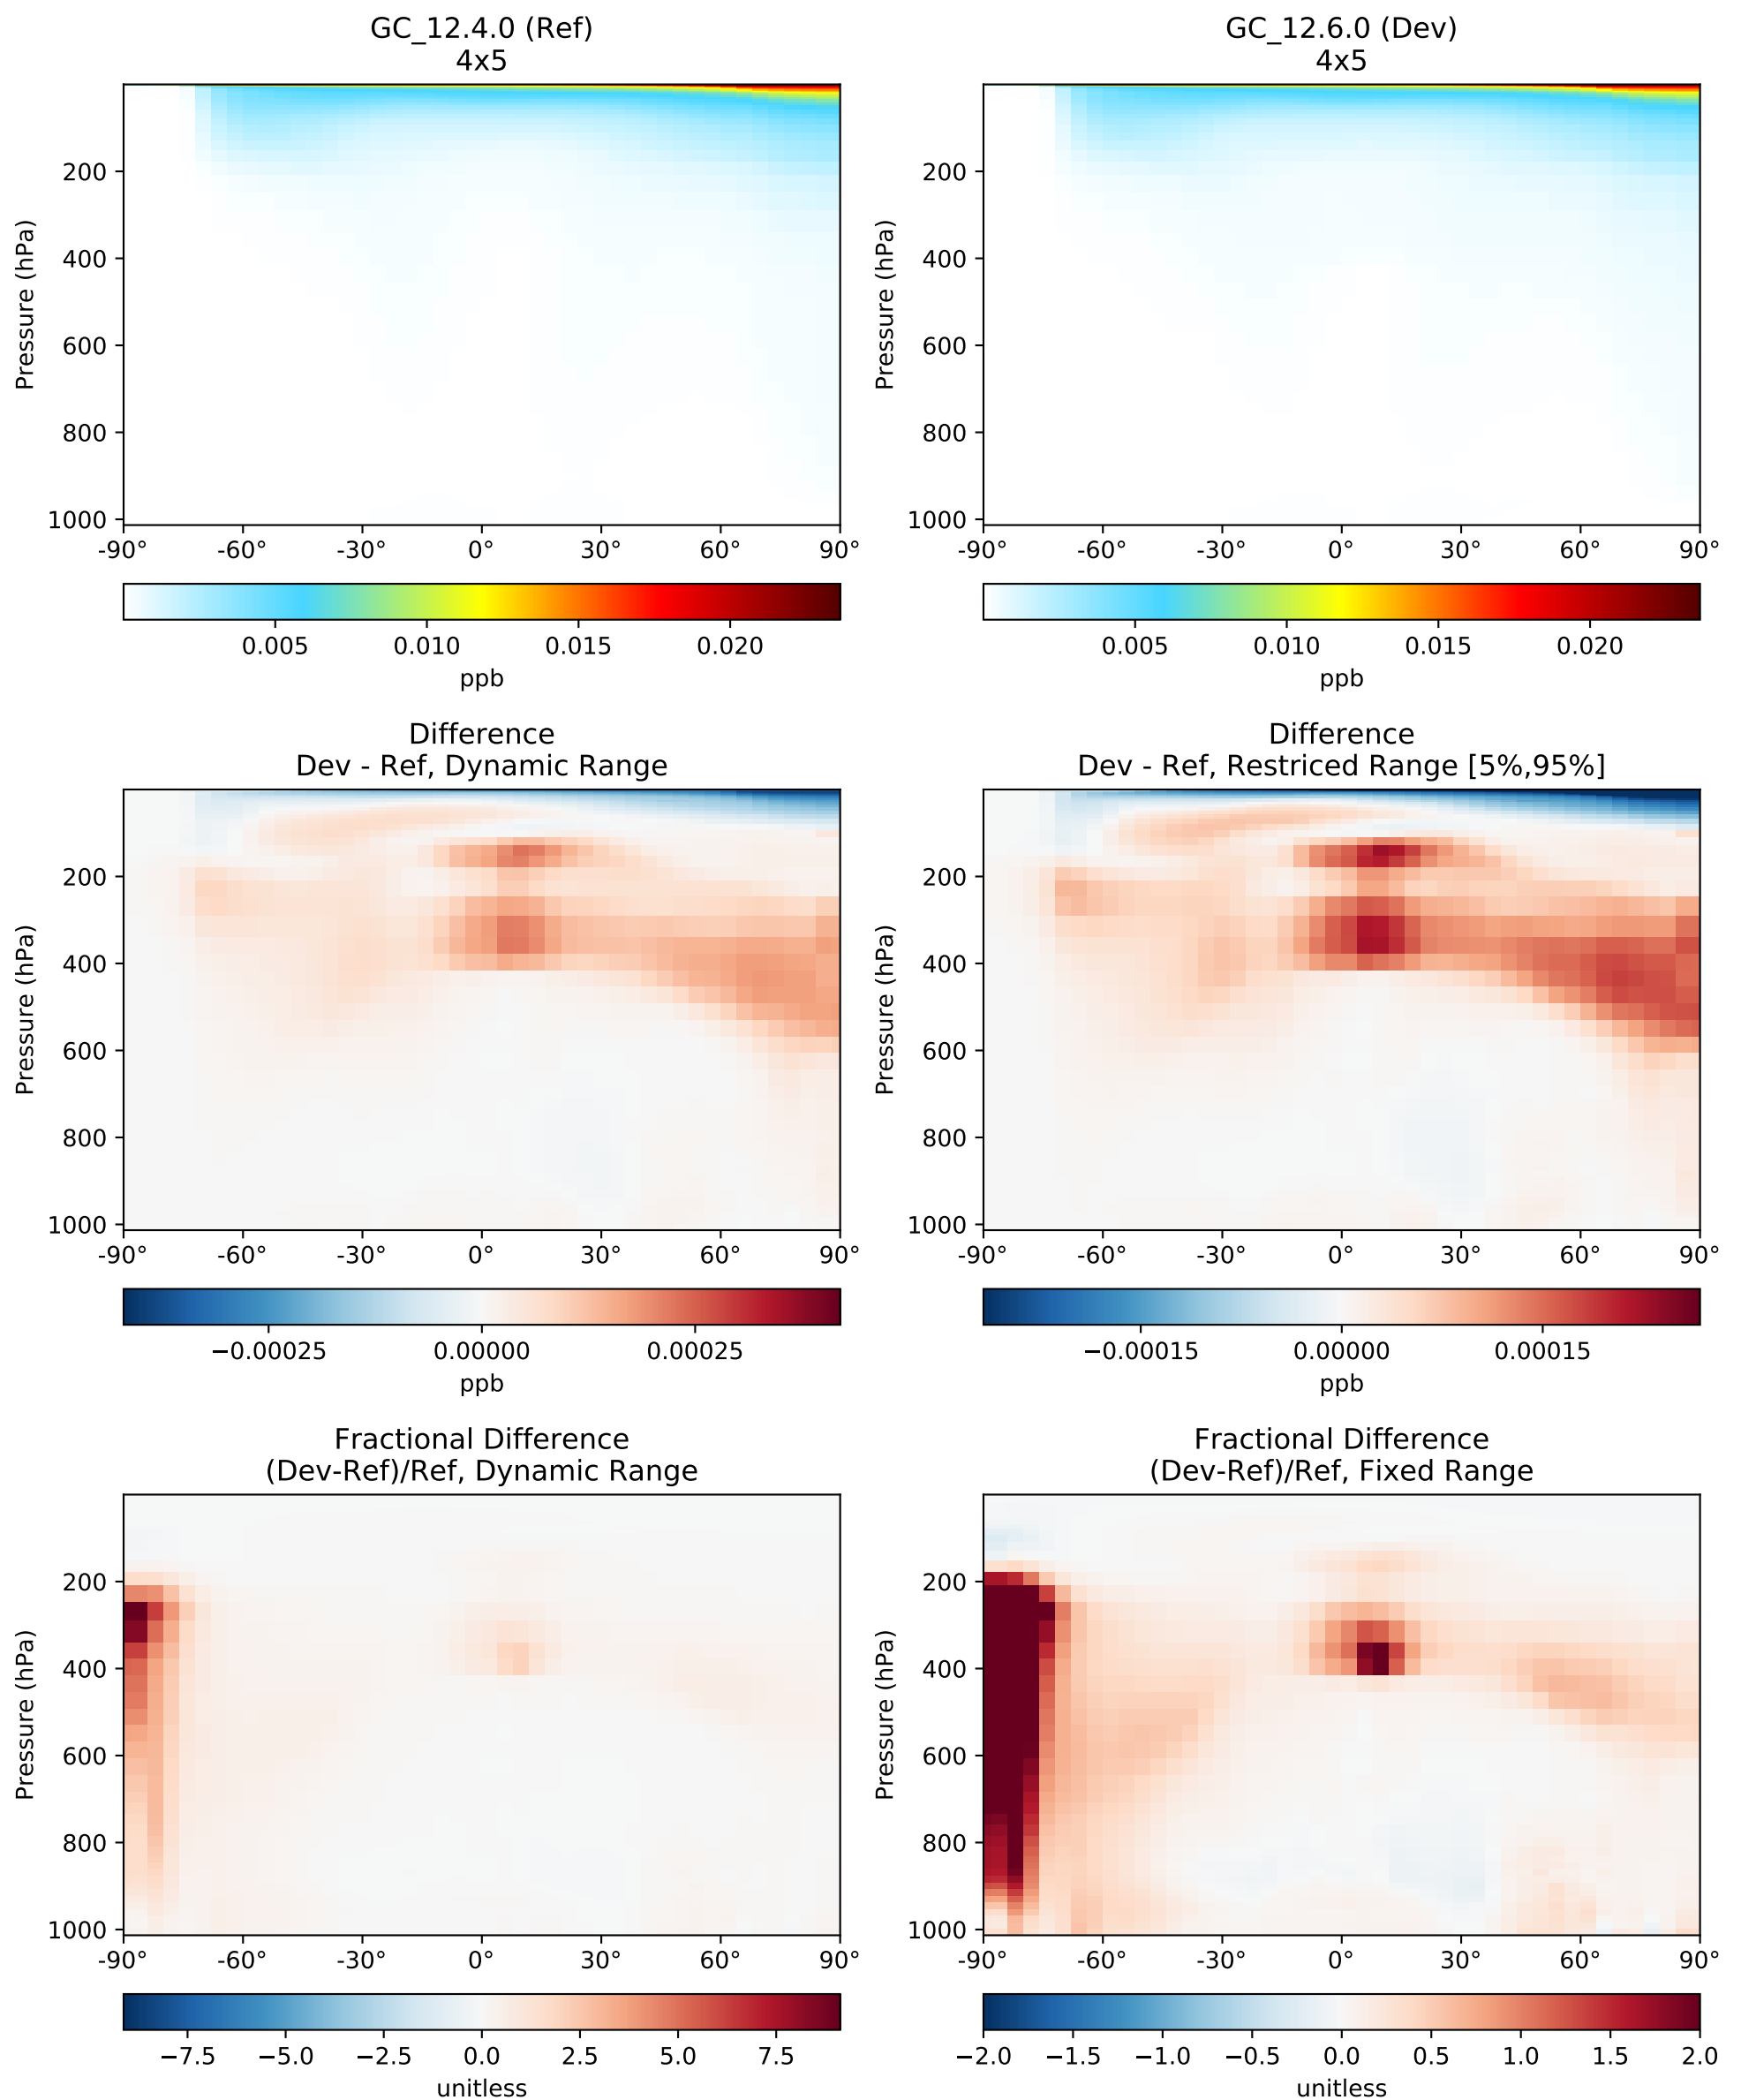 GC_12.4.0 (Ref)
4x5
Pressure (hPa)
200
400
600
800
1000
-90° -60° -30° 0° 30° 60° 90°
0.005 0.010 0.015 0.020
ppb
GC_12.6.0 (Dev)
4x5
Pressure (hPa)
200
400
600
800
1000
-90° -60° -30° 0° 30° 60° 90°
0.005 0.010 0.015 0.020
ppb
Difference
Dev - Ref, Dynamic Range
Pressure (hPa)
200
400
600
800
1000
-90° -60° -30° 0° 30° 60° 90°
−0.00025 0.00000 0.00025
ppb
Difference
Dev - Ref, Restriced Range [5%,95%]
Pressure (hPa)
200
400
600
800
1000
-90° -60° -30° 0° 30° 60° 90°
−0.00015 0.00000 0.00015
ppb
Fractional Difference
(Dev-Ref)/Ref, Dynamic Range
Pressure (hPa)
200
400
600
800
1000
-90° -60° -30° 0° 30° 60° 90°
−7.5 −5.0 −2.5 0.0 2.5 5.0 7.5
unitless
Fractional Difference
(Dev-Ref)/Ref, Fixed Range
Pressure (hPa)
200
400
600
800
1000
-90° -60° -30° 0° 30° 60° 90°
−2.0 −1.5 −1.0 −0.5 0.0 0.5 1.0 1.5 2.0
unitless